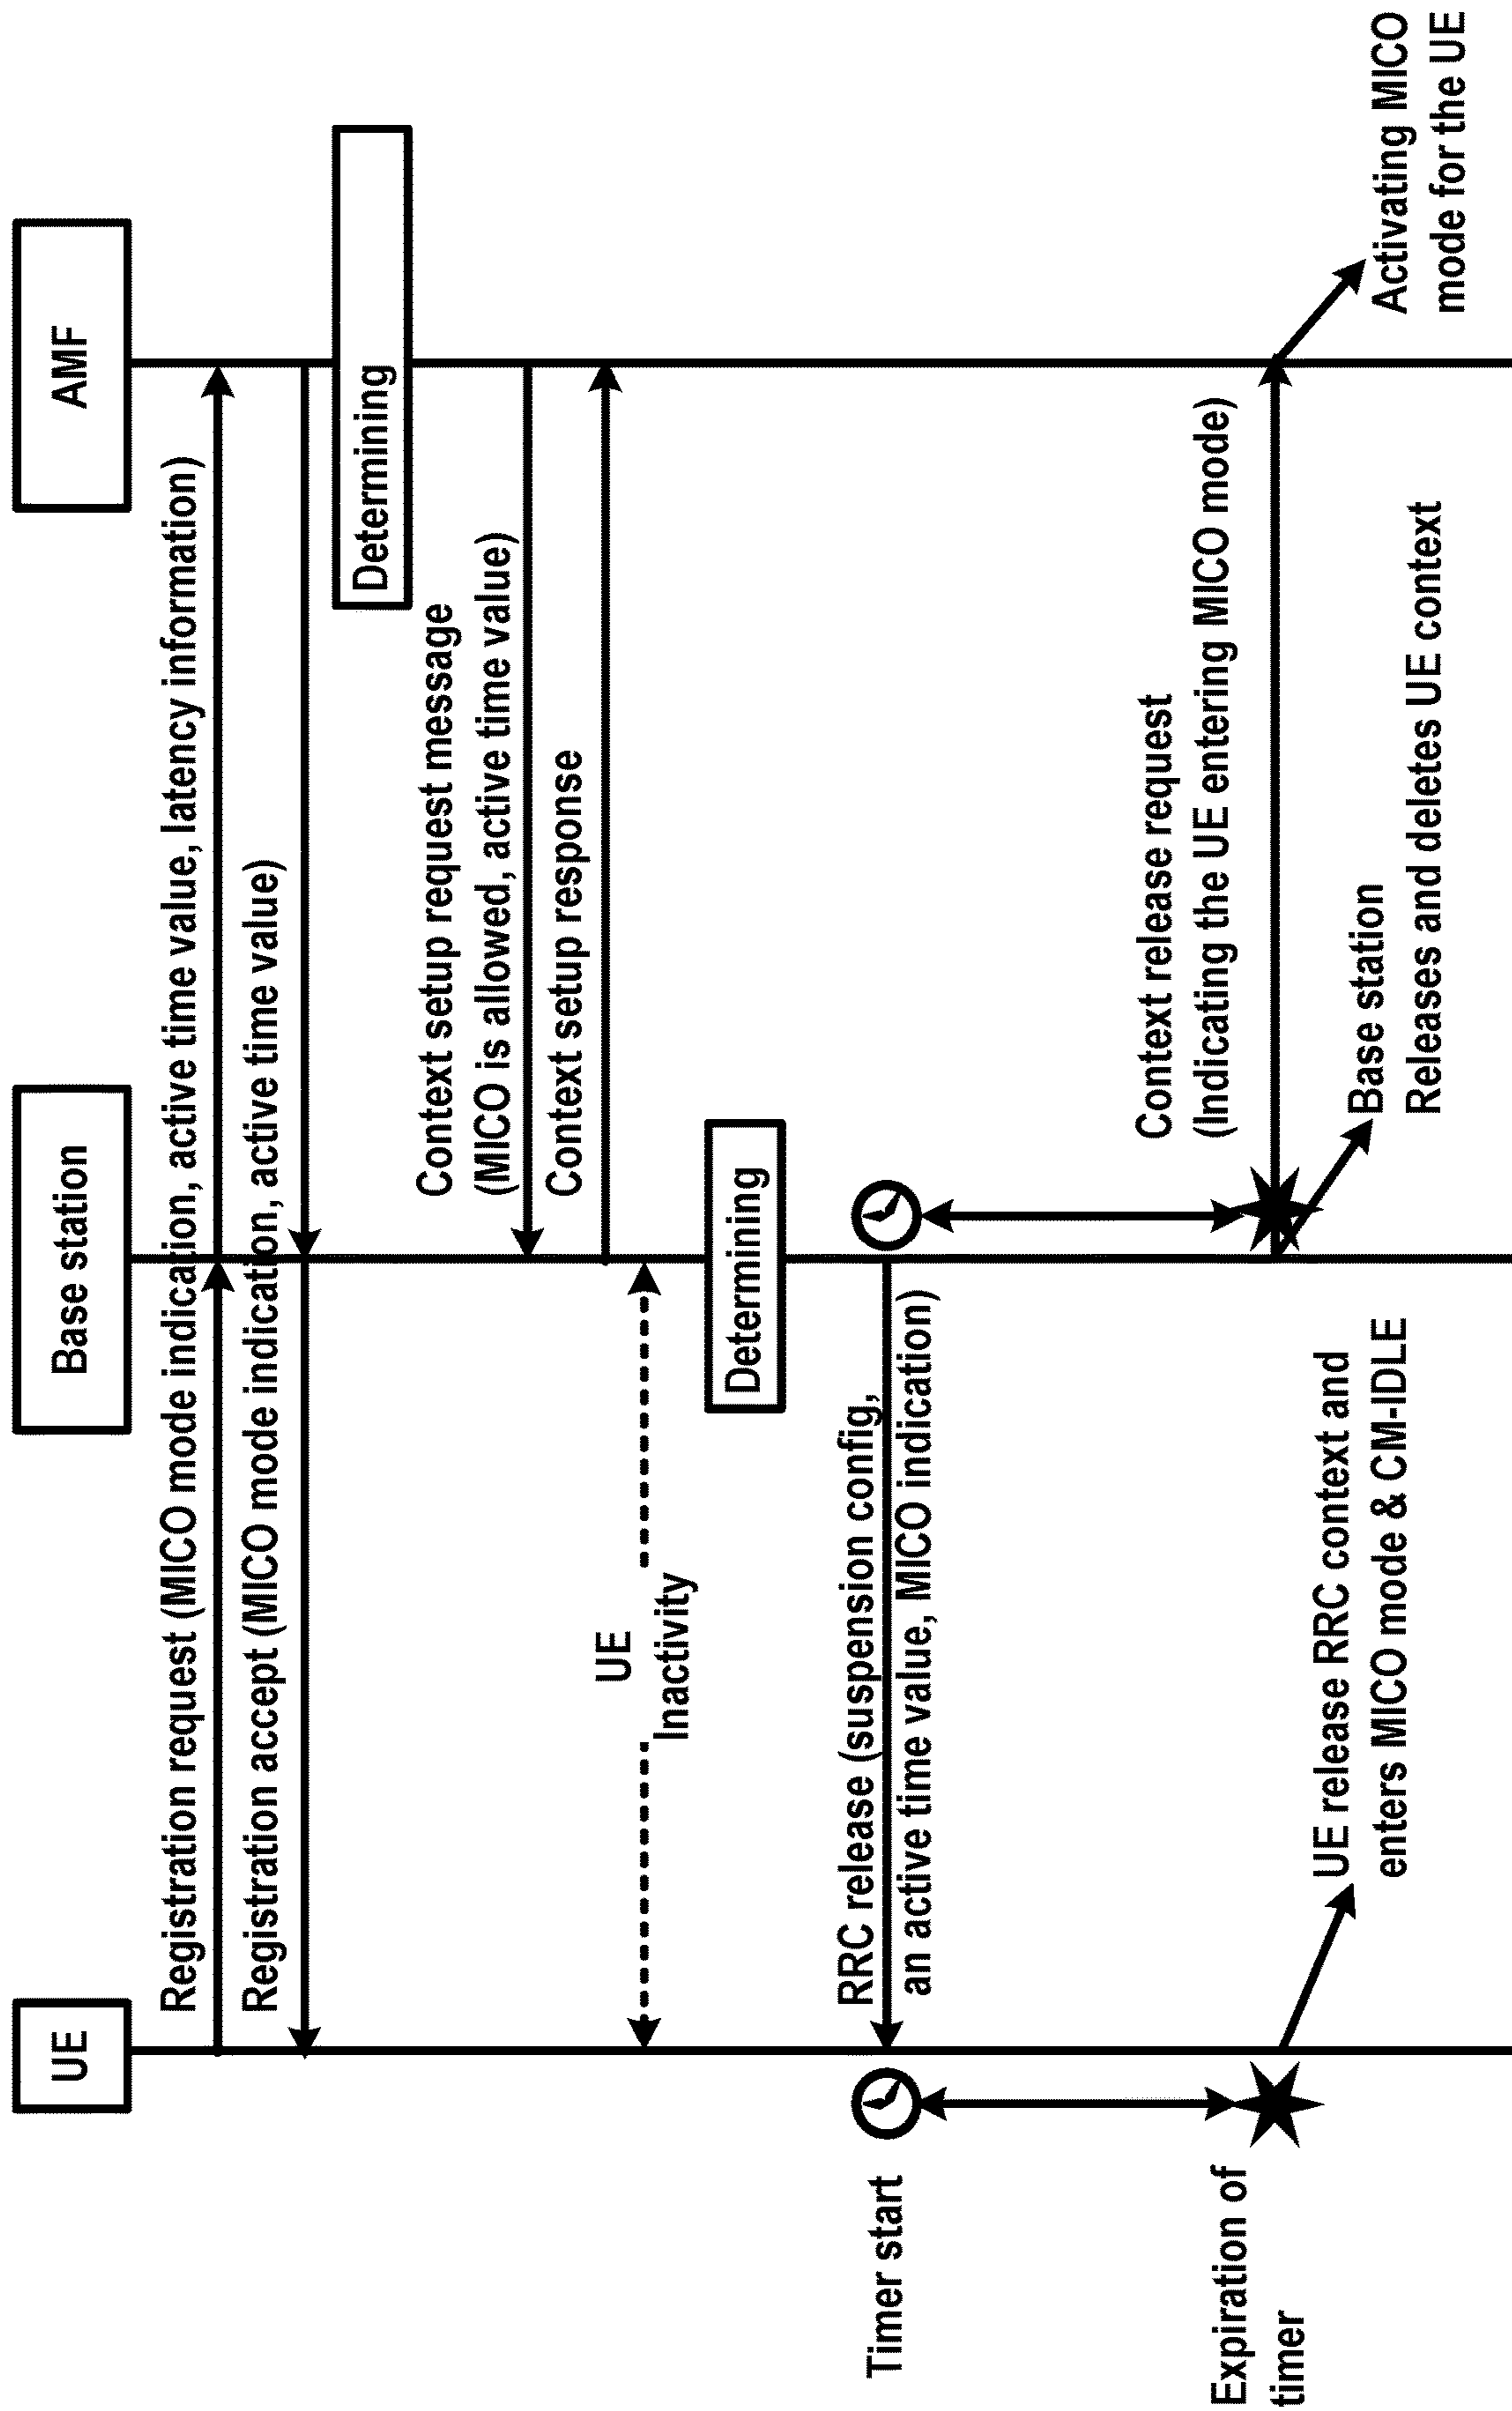 UE
Base station
AMF
Registration request (MICO mode indication, active time value, latency information)
Registration accept (MICO mode indication, active time value)
Determining
Context setup request message
(MICO is allowed, active time value)
Context setup response
UE
Inactivity
Determining
RRC release (suspension config,
an active time value, MICO indication)
Timer start
Context release request
(Indicating the UE entering MICO mode)
Expiration of
timer
UE release RRC context and
enters MICO mode & CM-IDLE
Base station
Releases and deletes UE context
Activating MICO
mode for the UE